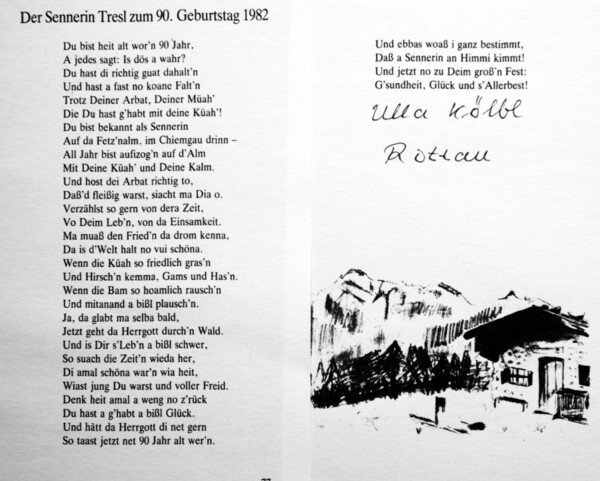 Der Sennerin Tresl zum 90. Geburtstag 1982
Du bist heit alt wor'n 90 Jahr,
A jedes sagt: Is dös a wahr?
Du hast di richtig guat dahalt'n
Und hast a fast no koane Falt'n
Trotz Deiner Arbat, Deiner Müah'
Die Du hast g'habt mit deine Küah'!
Du bist bekannt als Sennerin
Auf da Fetz'nalm, im Chiemgau drinn –
All Jahr bist aufizog'n auf d'Alm
Mit Deine Küah' und Deine Kalm.
Und host dei Arbat richtig to,
Daß'd fleißig warst, siacht ma Dia o.
Verzählst so gern von dera Zeit,
Vo Deim Leb'n, von da Einsamkeit.
Ma muaß den Fried'n da drom kenna,
Da is d'Welt halt no vui schöna.
Wenn die Küah so friedlich gras'n
Und Hirsch'n kemma, Gams und Has'n.
Wenn die Bam so hoamlich rausch'n
Und mitanand a bißl plausch'n.
Ja, da glabt ma selba bald,
Jetzt geht da Herrgott durch'n Wald.
Und is Dir s'Leb'n a bißl schwer,
So suach die Zeit'n wieda her,
Di amal schöna war'n wia heit,
Wiast jung Du warst und voller Freid.
Denk heit amal a weng no z'rück
Du hast a g'habt a bißl Glück.
Und hätt da Herrgott di net gern
So taast jetzt net 90 Jahr alt wer'n.
Und ebbas woaß i ganz bestimmt,
Daß a Sennerin an Himmi kimmt!
Und jetzt no zu Deim groß'n Fest:
G'sundheit, Glück und s'Allerbest!
Ulla Kölbl
Rottau